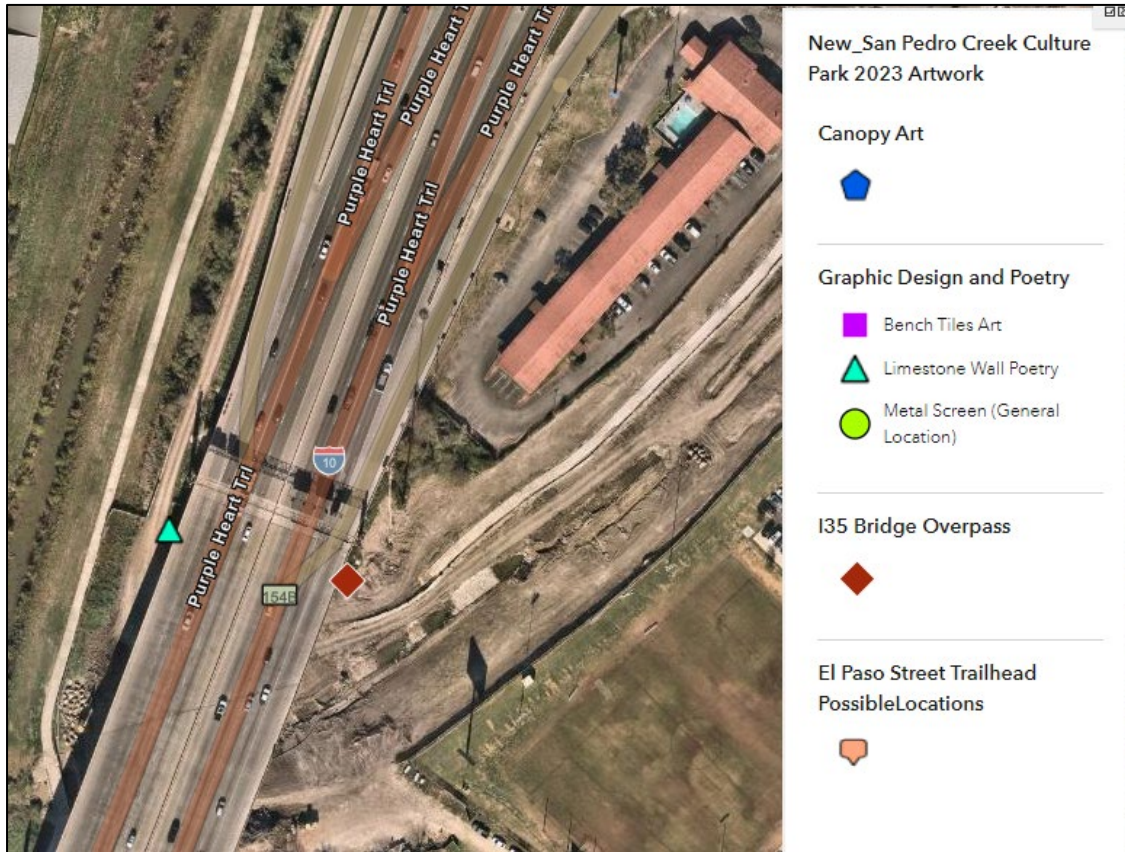 Purple Heart Trl
Purple Heart Trl
Purple Heart Trl
Purple Heart Trl
10
Purple Heart Trl
154B
New_San Pedro Creek Culture
Park 2023 Artwork
Canopy Art
Graphic Design and Poetry
Bench Tiles Art
Limestone Wall Poetry
Metal Screen (General
Location)
I35 Bridge Overpass
El Paso Street Trailhead
PossibleLocations